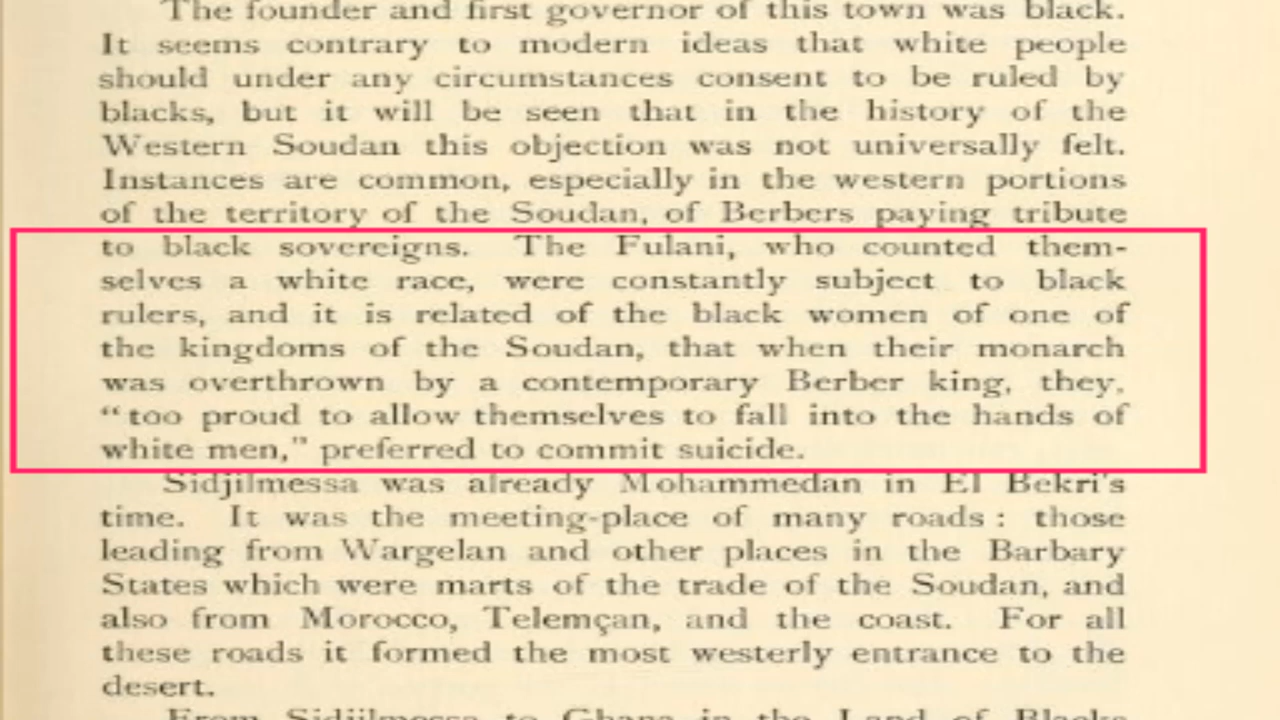 The founder and first governor of this town was black.
It seems contrary to modern ideas that white people
should under any circumstances consent to be ruled by
blacks, but it will be seen that in the history of the
Western Soudan this objection was not universally felt.
Instances are common, especially in the western portions
of the territory of the Soudan, of Berbers paying tribute
to black sovereigns. The Fulani, who counted them-
selves a white race, were constantly subject to black
rulers, and it is related of the black women of one of
the kingdoms of the Soudan, that when their monarch
was overthrown by a contemporary Berber king, they,
“too proud to allow themselves to fall into the hands of
white men,” preferred to commit suicide.
Sidjilmessa was already Mohammedan in El Bekri's
time. It was the meeting-place of many roads: those
leading from Wargelan and other places in the Barbary
States which were marts of the trade of the Soudan, and
also from Morocco, Telemçan, and the coast. For all
these roads it formed the most westerly entrance to the
desert.
From Sidjilmessa to Ghana in the Land of Blacks